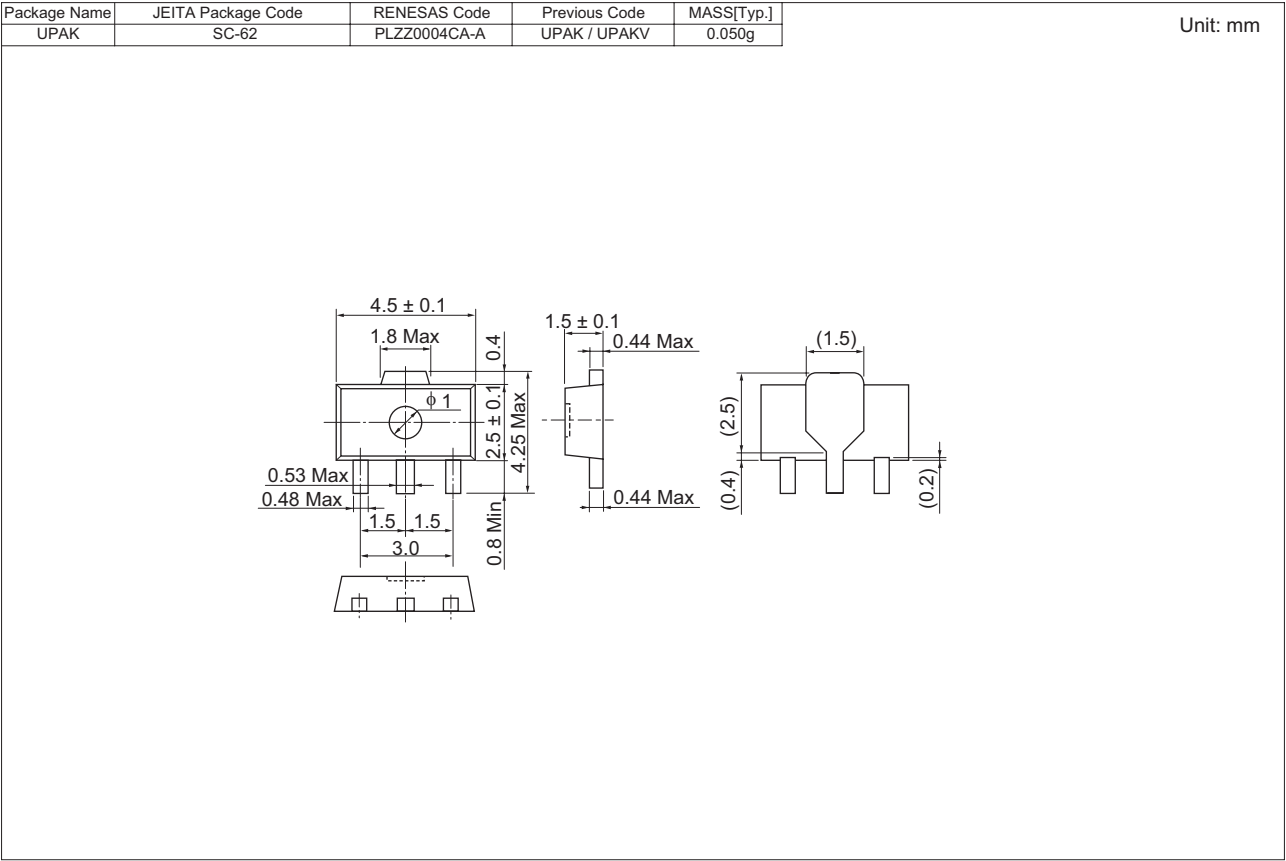 Package Name JEITA Package Code RENESAS Code Previous Code MASS[Typ.]
UPAK SC-62 PLZZ0004CA-A UPAK / UPAKV 0.050g
Unit: mm
4.5 ± 0.1
1.8 Max
0.4
ϕ 1
2.5 ± 0.1
4.25 Max
0.53 Max
0.48 Max
1.5 1.5
3.0
0.8 Min
1.5 ± 0.1
0.44 Max
0.44 Max
(1.5)
(2.5)
(0.4)
(0.2)